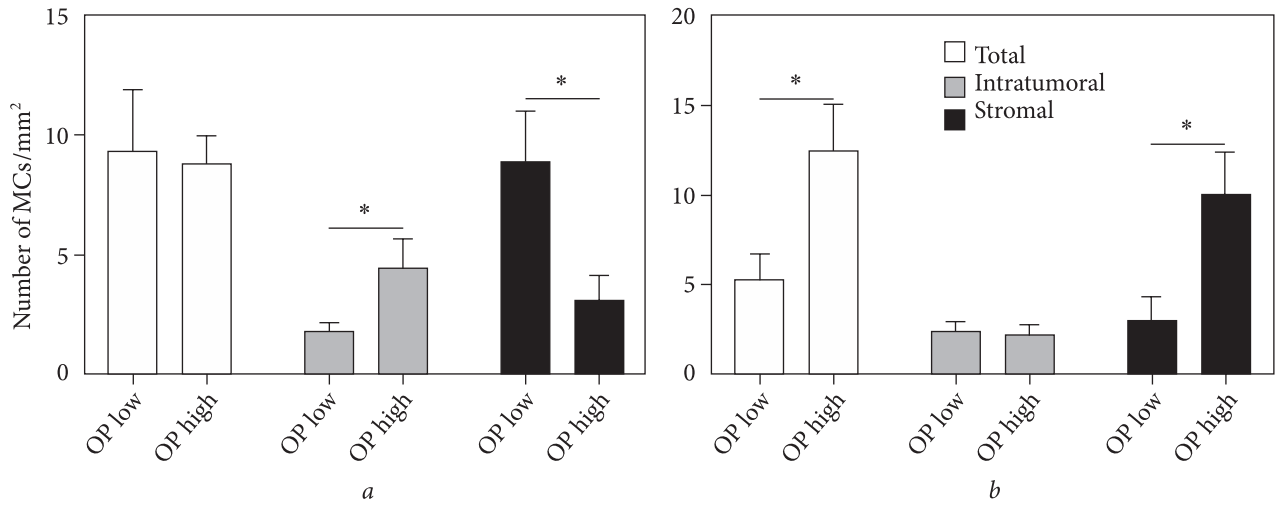 Number of MCs/mm²
15
10
5
0
*
*
OP low
OP high
OP low
OP high
OP low
OP high
a
20
15
10
5
0
*
*
Total
Intratumoral
Stromal
OP low
OP high
OP low
OP high
OP low
OP high
b